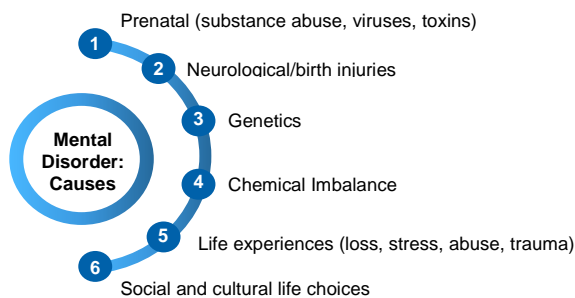 Prenatal (substance abuse, viruses, toxins)
1
2
Neurological/birth injuries
3
Genetics
Mental
Disorder:
Causes
4
Chemical Imbalance
5
Life experiences (loss, stress, abuse, trauma)
6
Social and cultural life choices